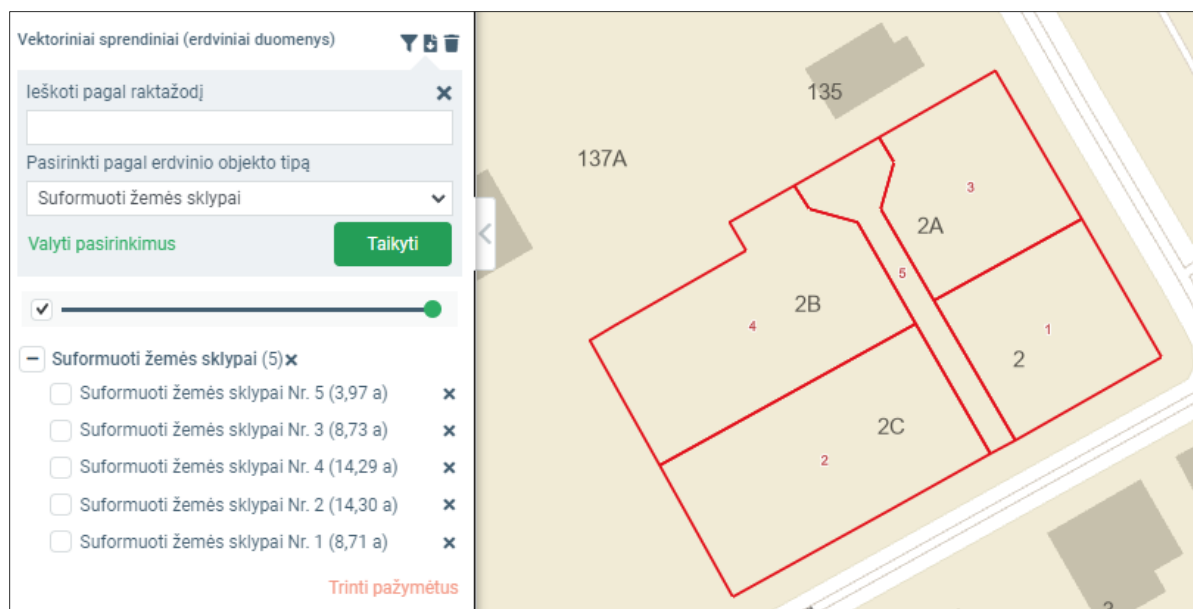 Vektoriniai sprendiniai (erdviniai duomenys)
Ieškoti pagal raktažodį
Pasirinkti pagal erdvinio objekto tipą
Suformuoti žemės sklypai
Valyti pasirinkimus
Taikyti
Suformuoti žemės sklypai (5)
Suformuoti žemės sklypai Nr. 5 (3,97 a)
Suformuoti žemės sklypai Nr. 3 (8,73 a)
Suformuoti žemės sklypai Nr. 4 (14,29 a)
Suformuoti žemės sklypai Nr. 2 (14,30 a)
Suformuoti žemės sklypai Nr. 1 (8,71 a)
Trinti pažymėtus
135
137A
3
2A
5
2B
4
1
2
2C
2